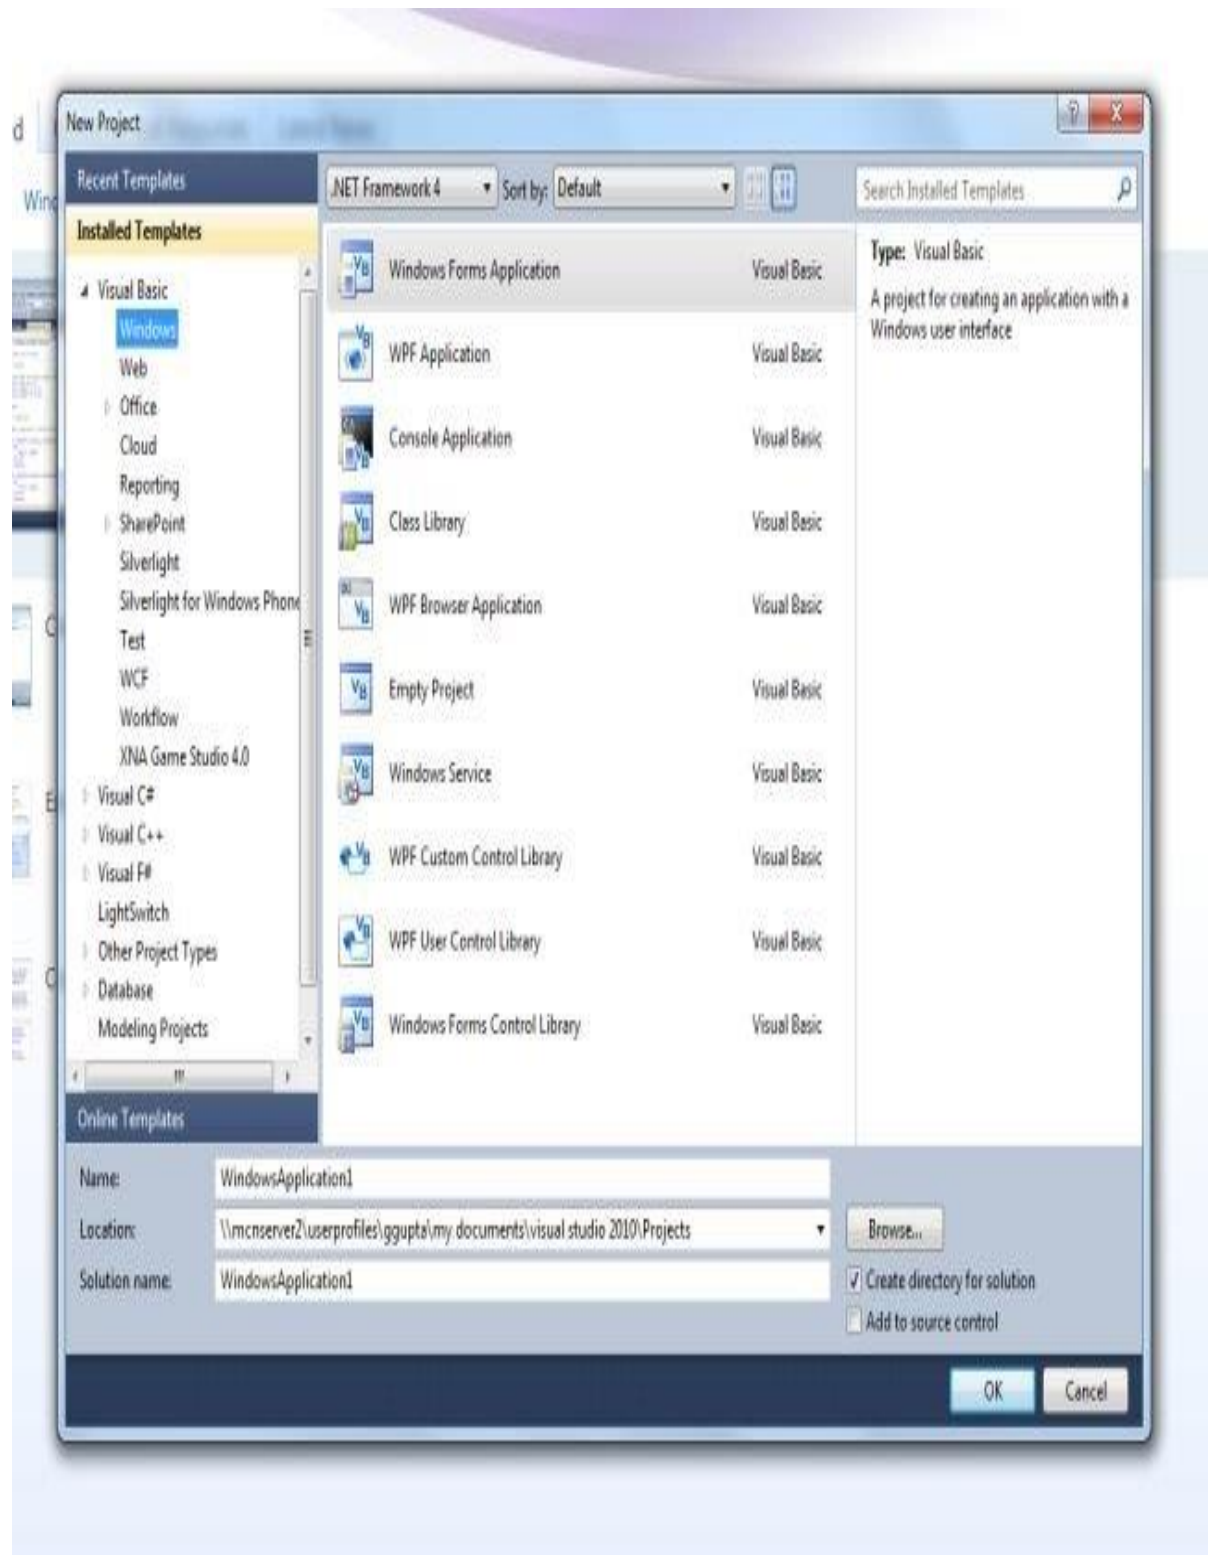 New Project
Recent Templates
.NET Framework 4
Sort by: Default
Search Installed Templates
Installed Templates
Visual Basic
Windows
Web
Office
Cloud
Reporting
SharePoint
Silverlight
Silverlight for Windows Phone
Test
WCF
Workflow
XNA Game Studio 4.0
Visual C#
Visual C++
Visual F#
LightSwitch
Other Project Types
Database
Modeling Projects
Online Templates
Windows Forms Application Visual Basic
WPF Application Visual Basic
Console Application Visual Basic
Class Library Visual Basic
WPF Browser Application Visual Basic
Empty Project Visual Basic
Windows Service Visual Basic
WPF Custom Control Library Visual Basic
WPF User Control Library Visual Basic
Windows Forms Control Library Visual Basic
Type: Visual Basic
A project for creating an application with a
Windows user interface
Name: WindowsApplication1
Location: \\mcnserver2\userprofiles\ggupta\my documents\visual studio 2010\Projects
Browse...
Solution name: WindowsApplication1
Create directory for solution
Add to source control
OK
Cancel